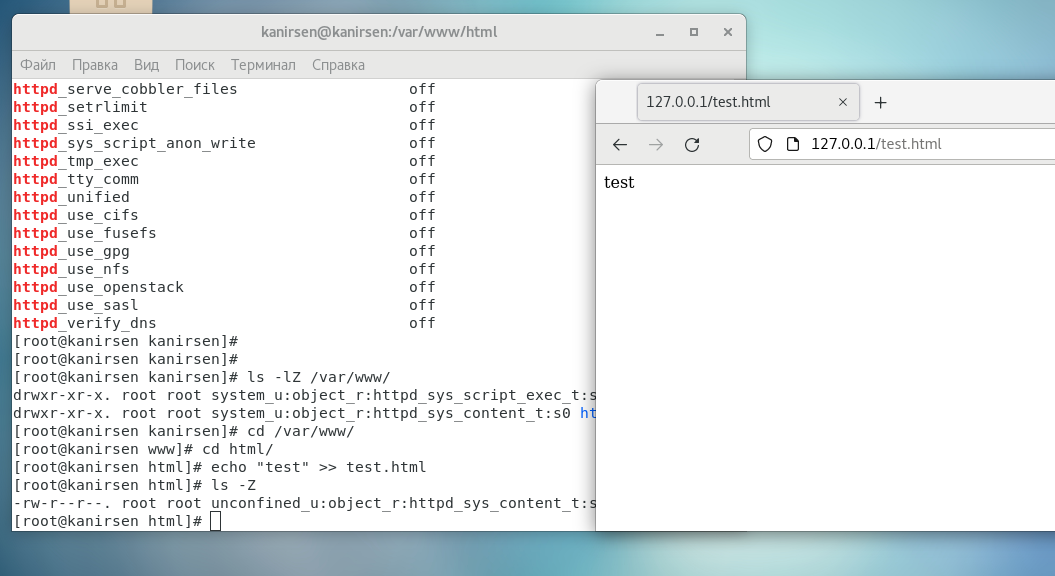 kanirsen@kanirsen:/var/www/html
Файл Правка Вид Поиск Терминал Справка
httpd_serve_cobbler_files off
httpd_setrlimit off
httpd_ssi_exec off
httpd_sys_script_anon_write off
httpd_tmp_exec off
httpd_tty_comm off
httpd_unified off
httpd_use_cifs off
httpd_use_fusefs off
httpd_use_gpg off
httpd_use_nfs off
httpd_use_openstack off
httpd_use_sasl off
httpd_verify_dns off
[root@kanirsen kanirsen]#
[root@kanirsen kanirsen]#
[root@kanirsen kanirsen]# ls -lZ /var/www/
drwxr-xr-x. root root system_u:object_r:httpd_sys_script_exec_t:s
drwxr-xr-x. root root system_u:object_r:httpd_sys_content_t:s0 ht
[root@kanirsen kanirsen]# cd /var/www/
[root@kanirsen www]# cd html/
[root@kanirsen html]# echo "test" >> test.html
[root@kanirsen html]# ls -Z
-rw-r--r--. root root unconfined_u:object_r:httpd_sys_content_t:s
[root@kanirsen html]#
127.0.0.1/test.html
127.0.0.1/test.html
test